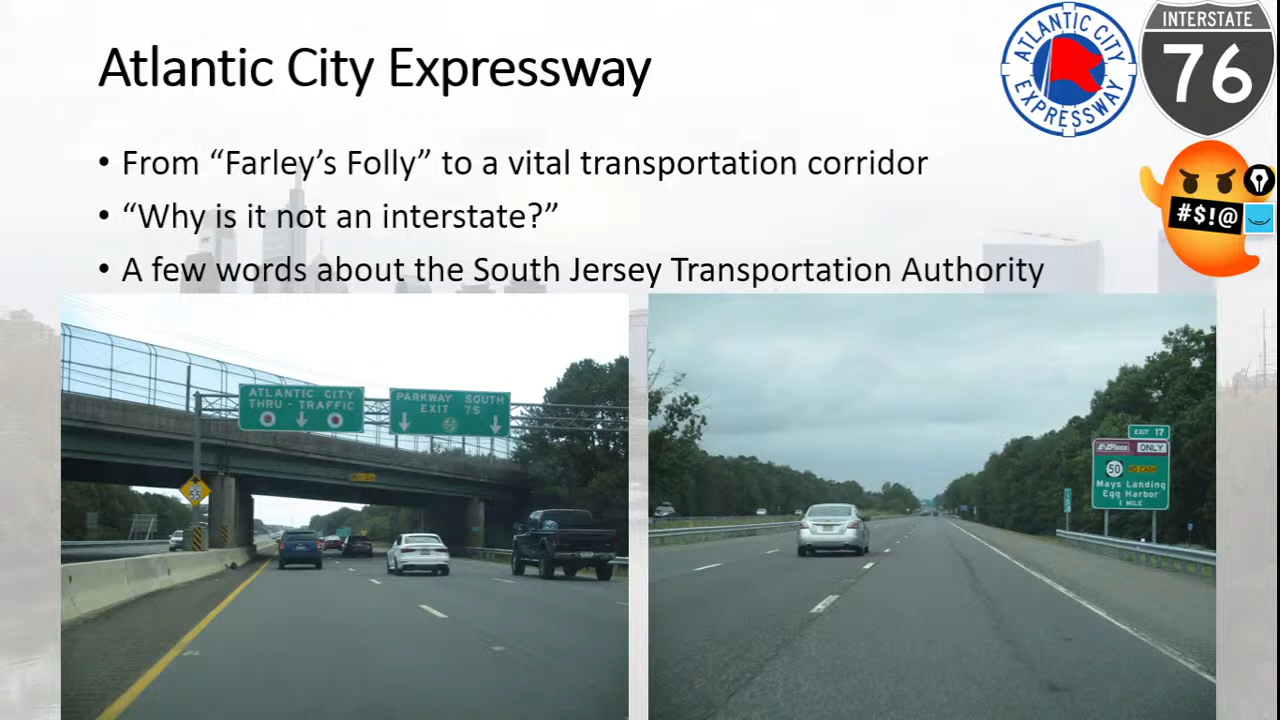 Atlantic City Expressway
ATLANTIC CITY
EXPRESSWAY
INTERSTATE
76
#$!@
• From “Farley’s Folly” to a vital transportation corridor
• “Why is it not an interstate?”
• A few words about the South Jersey Transportation Authority
ATLANTIC CITY
THRU-TRAFFIC
PARKWAY SOUTH
EXIT 7S
55
EXIT 17
E-ZPass ONLY
50 NO CASH
Mays Landing
Egg Harbor
1 MILE